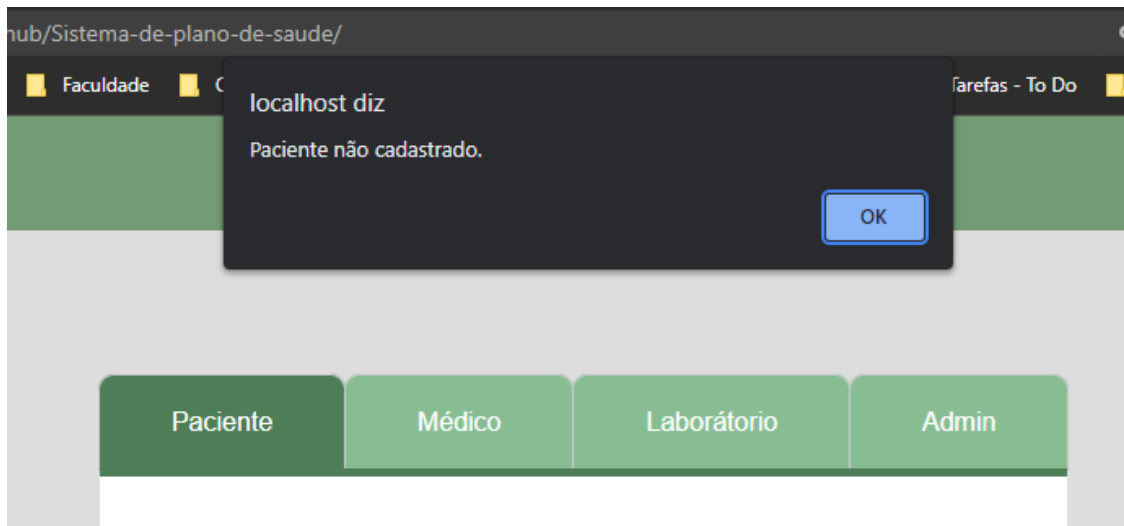 hub/Sistema-de-plano-de-saude/
Faculdade
Tarefas - To Do
localhost diz
Paciente não cadastrado.
OK
Paciente Médico Laborátorio Admin